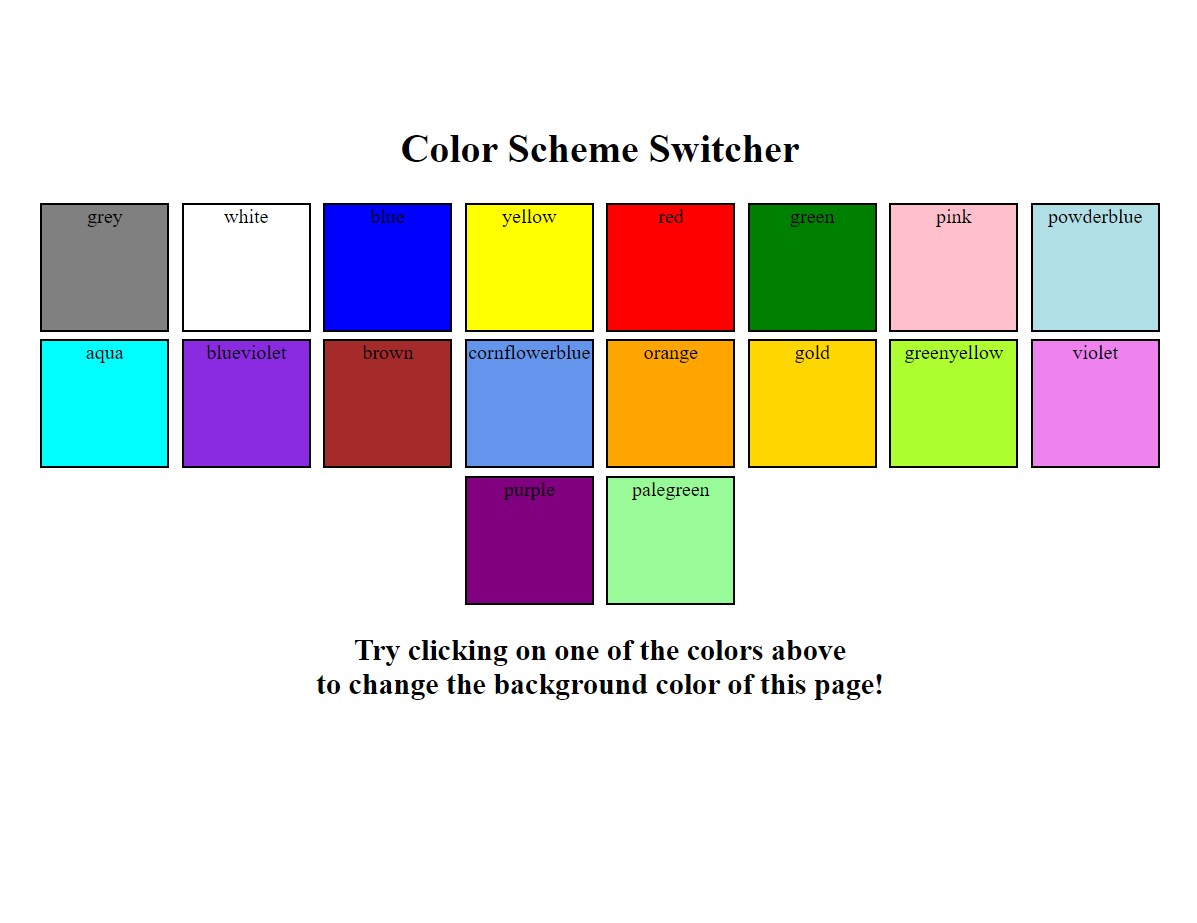 Color Scheme Switcher
grey white blue yellow red green pink powderblue
aqua blueviolet brown cornflowerblue orange gold greenyellow violet
purple palegreen
Try clicking on one of the colors above
to change the background color of this page!